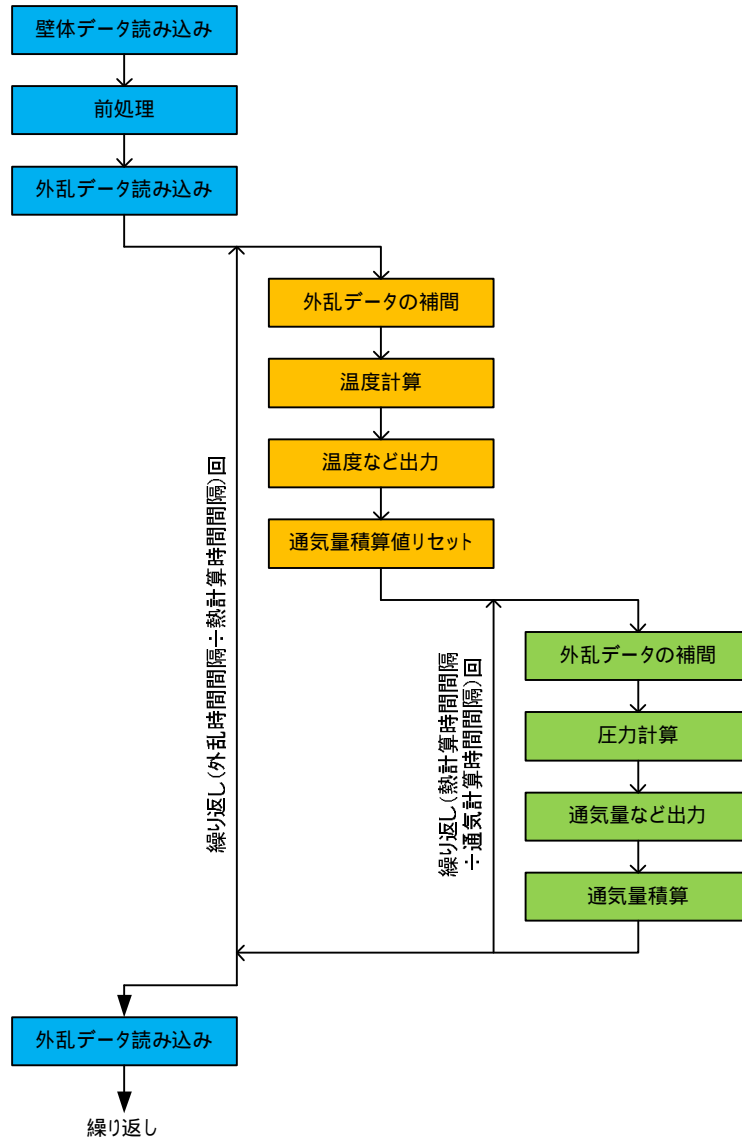 壁体データ読み込み
前処理
外乱データ読み込み
外乱データの補間
温度計算
温度など出力
通気量積算値リセット
繰り返し(外乱時間間隔÷熱計算時間間隔)回
外乱データの補間
圧力計算
通気量など出力
通気量積算
繰り返し(熱計算時間間隔
÷通気計算時間間隔)回
外乱データ読み込み
繰り返し